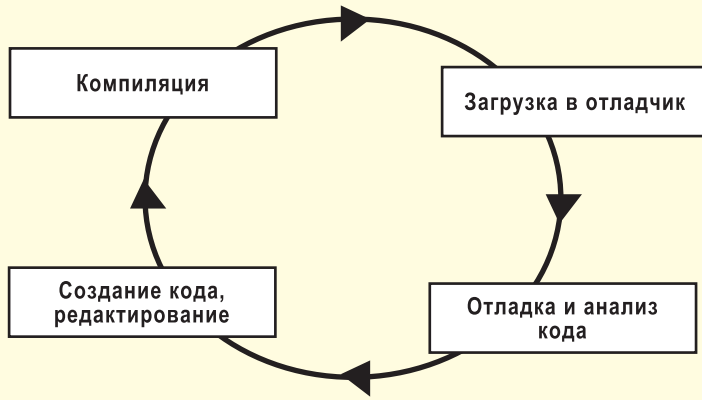 Компиляция
Загрузка в отладчик
Создание кода,
редактирование
Отладка и анализ
кода